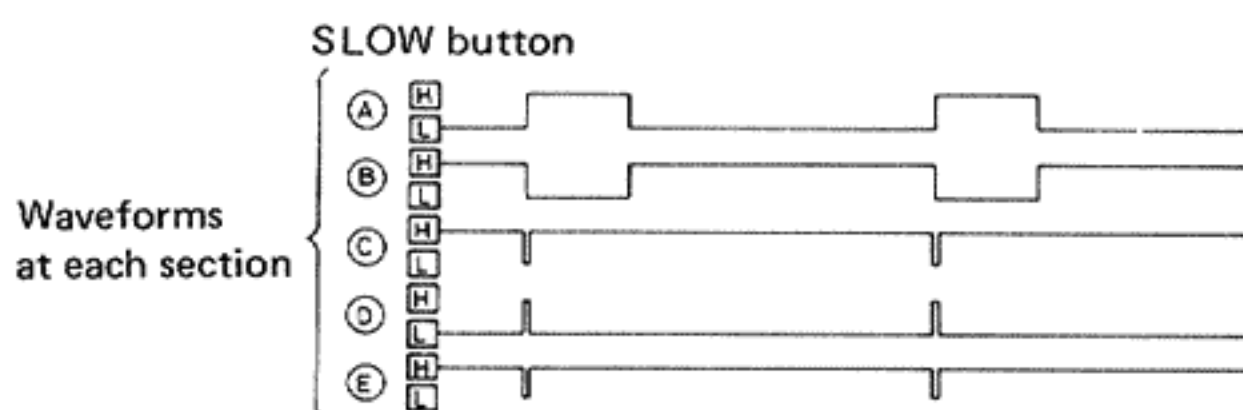 SLOW button
A H
L
B H
L
Waveforms
at each section
C H
L
D H
L
E H
L